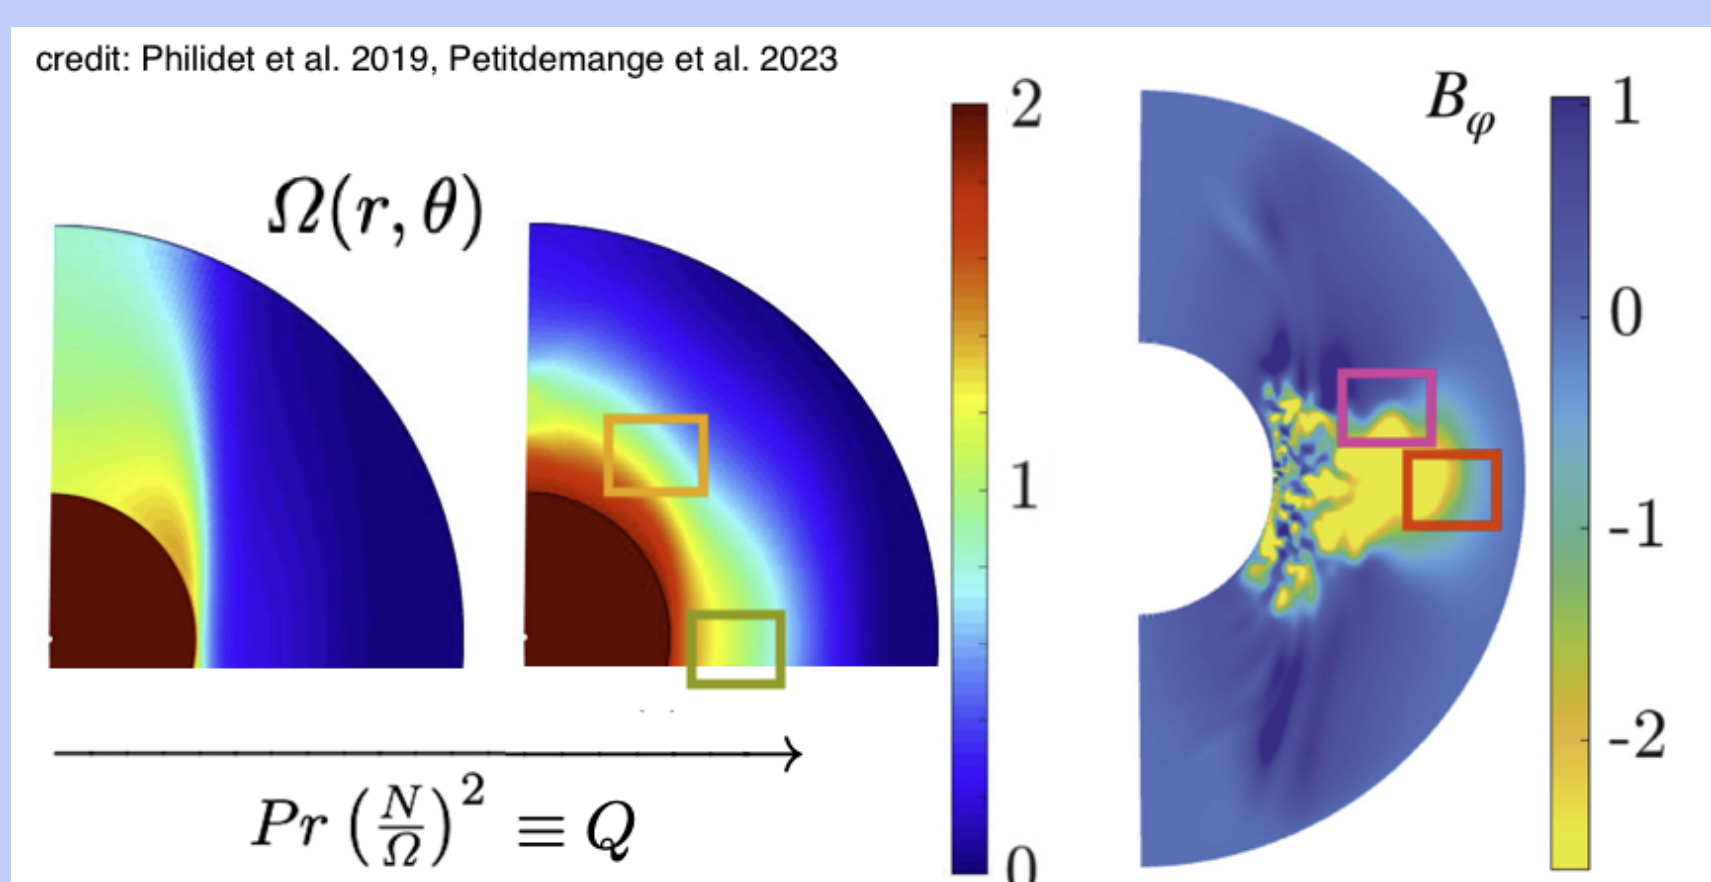 credit: Philidet et al. 2019, Petitdemange et al. 2023
Ω(r, θ)
2
1
0
B_φ
1
0
-1
-2
Pr (N/Ω)² ≡ Q